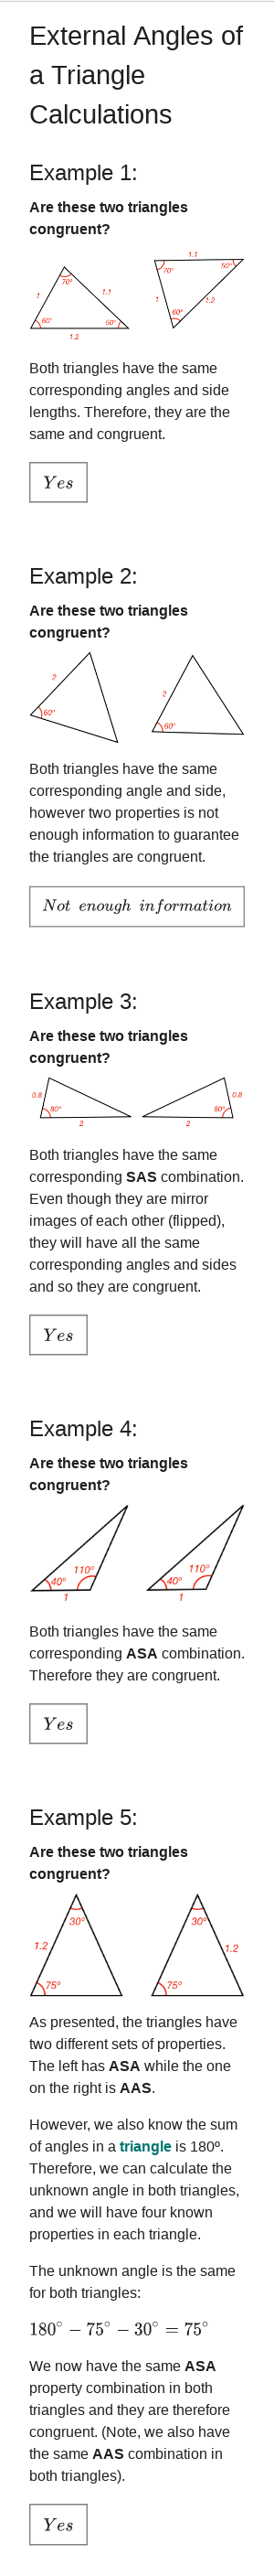 External Angles of
a Triangle
Calculations
Example 1:
Are these two triangles
congruent?
70° 1 1.1 60° 50° 1.2
1.1 70° 50° 1 60° 1.2
Both triangles have the same
corresponding angles and side
lengths. Therefore, they are the
same and congruent.
Yes
Example 2:
Are these two triangles
congruent?
2 60°
2 60°
Both triangles have the same
corresponding angle and side,
however two properties is not
enough information to guarantee
the triangles are congruent.
Not enough information
Example 3:
Are these two triangles
congruent?
0.8 80° 2
0.8 80° 2
Both triangles have the same
corresponding SAS combination.
Even though they are mirror
images of each other (flipped),
they will have all the same
corresponding angles and sides
and so they are congruent.
Yes
Example 4:
Are these two triangles
congruent?
110° 40° 1
110° 40° 1
Both triangles have the same
corresponding ASA combination.
Therefore they are congruent.
Yes
Example 5:
Are these two triangles
congruent?
30° 1.2 75°
30° 1.2 75°
As presented, the triangles have
two different sets of properties.
The left has ASA while the one
on the right is AAS.
However, we also know the sum
of angles in a triangle is 180º.
Therefore, we can calculate the
unknown angle in both triangles,
and we will have four known
properties in each triangle.
The unknown angle is the same
for both triangles:
180° − 75° − 30° = 75°
We now have the same ASA
property combination in both
triangles and they are therefore
congruent. (Note, we also have
the same AAS combination in
both triangles).
Yes